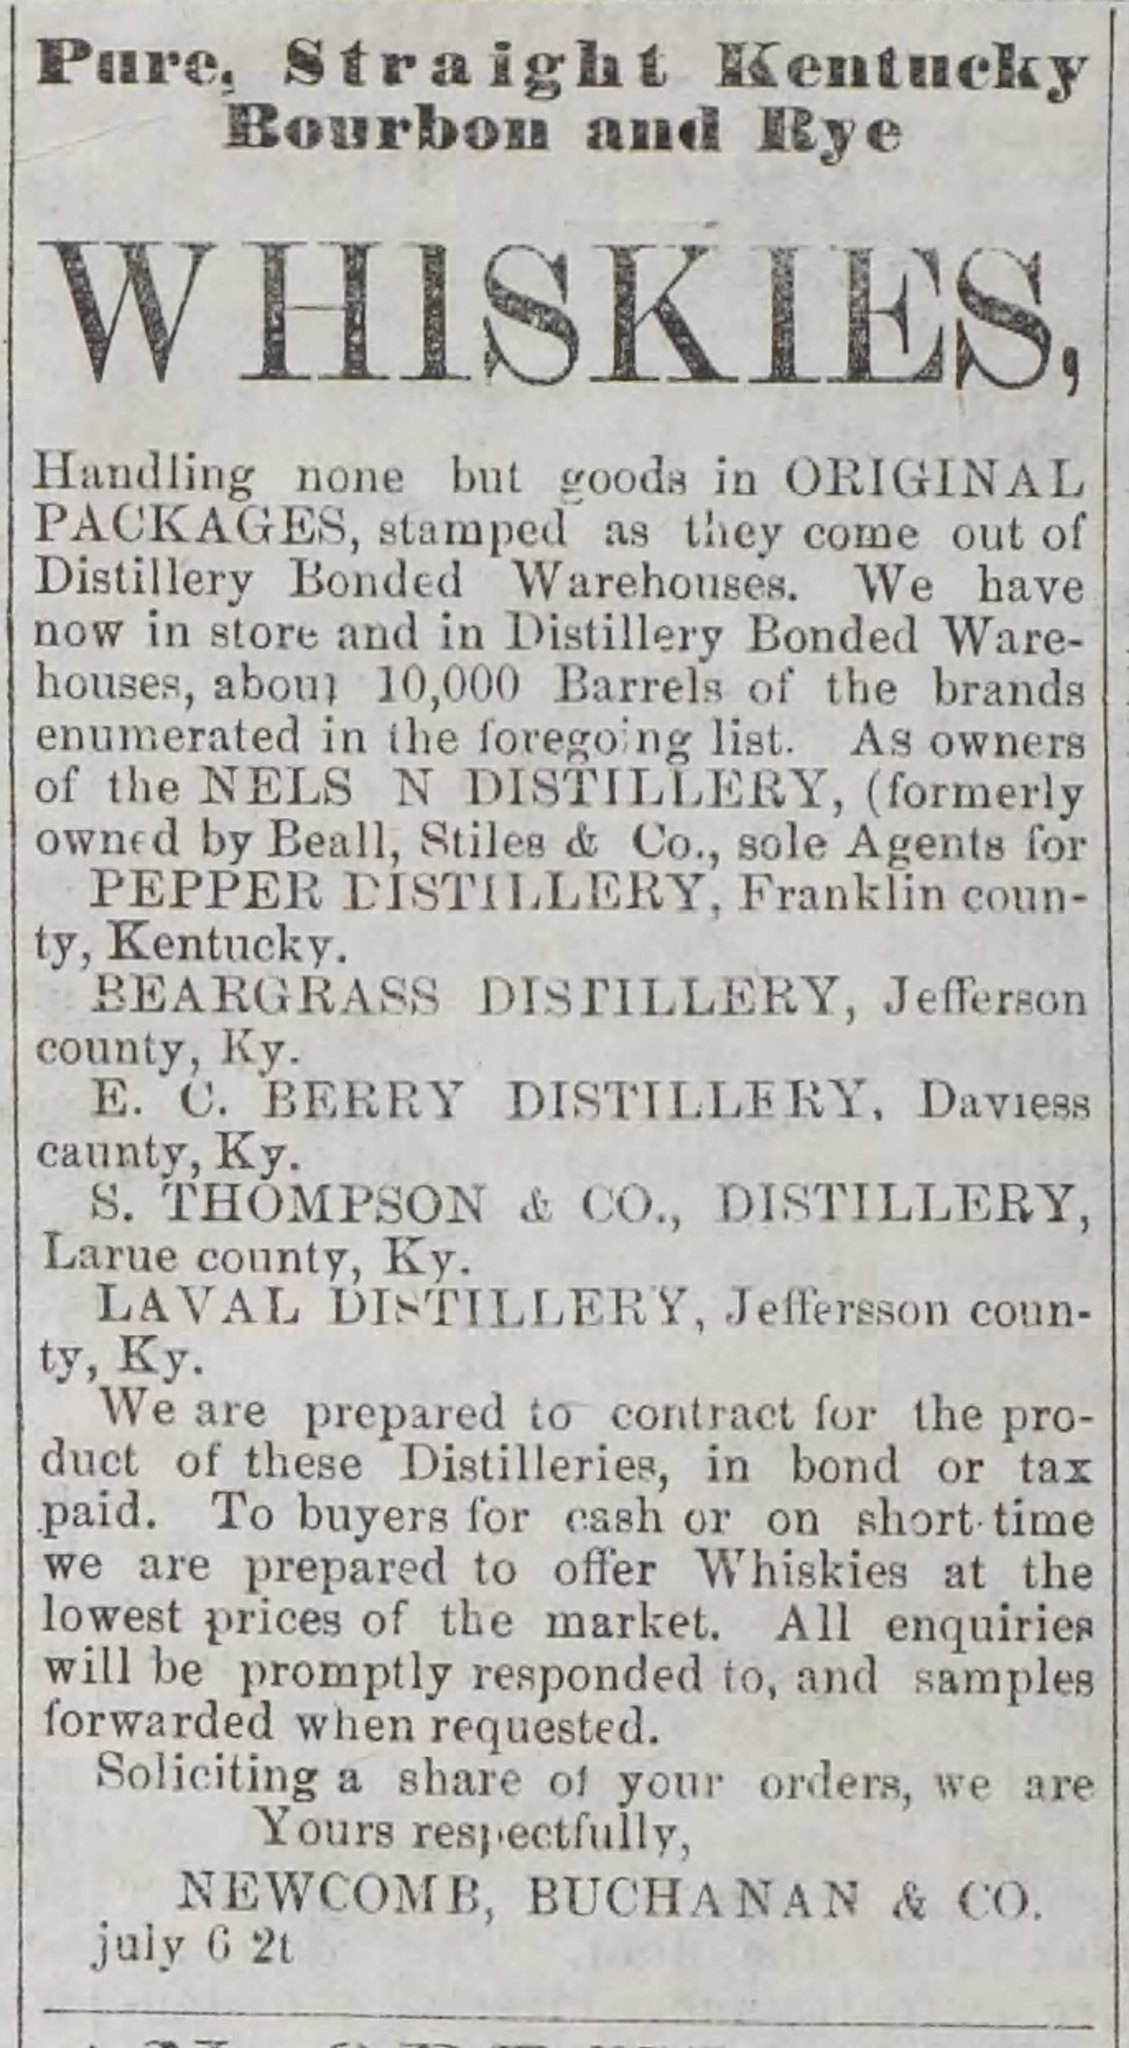 Pure, Straight Kentucky
Bourbon and Rye
WHISKIES,
Handling none but goods in ORIGINAL
PACKAGES, stamped as they come out of
Distillery Bonded Warehouses. We have
now in store and in Distillery Bonded Ware-
houses, about 10,000 Barrels of the brands
enumerated in the foregoing list. As owners
of the NELS N DISTILLERY, (formerly
owned by Beall, Stiles & Co., sole Agents for
PEPPER DISTILLERY, Franklin coun-
ty, Kentucky.
BEARGRASS DISTILLERY, Jefferson
county, Ky.
E. C. BERRY DISTILLERY, Daviess
caunty, Ky.
S. THOMPSON & CO., DISTILLERY,
Larue county, Ky.
LAVAL DISTILLERY, Jeffersson coun-
ty, Ky.
We are prepared to contract for the pro-
duct of these Distilleries, in bond or tax
paid. To buyers for cash or on short time
we are prepared to offer Whiskies at the
lowest prices of the market. All enquiries
will be promptly responded to, and samples
forwarded when requested.
Soliciting a share of your orders, we are
Yours respectfully,
NEWCOMB, BUCHANAN & CO.
july 6 2t